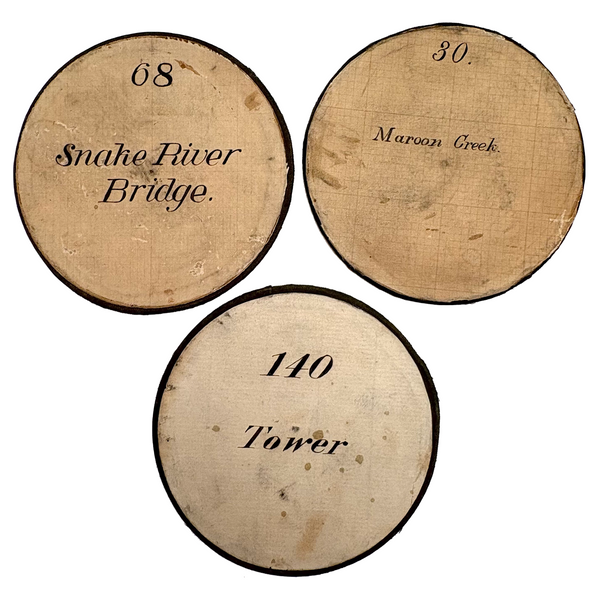 68
Snake River
Bridge.
30.
Maroon Creek.
140
Tower